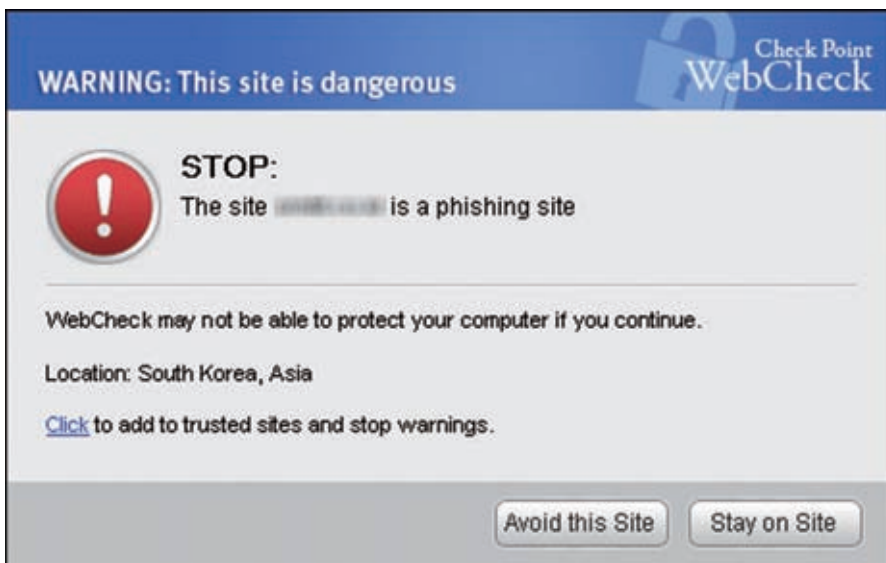 WARNING: This site is dangerous
Check Point
WebCheck
STOP:
The site is a phishing site
WebCheck may not be able to protect your computer if you continue.
Location: South Korea, Asia
Click to add to trusted sites and stop warnings.
Avoid this Site
Stay on Site